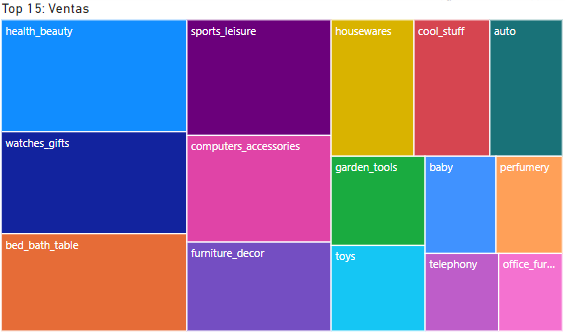 Top 15: Ventas
health_beauty
watches_gifts
bed_bath_table
sports_leisure
computers_accessories
furniture_decor
housewares
cool_stuff
auto
garden_tools
baby
perfumery
toys
telephony
office_fur...